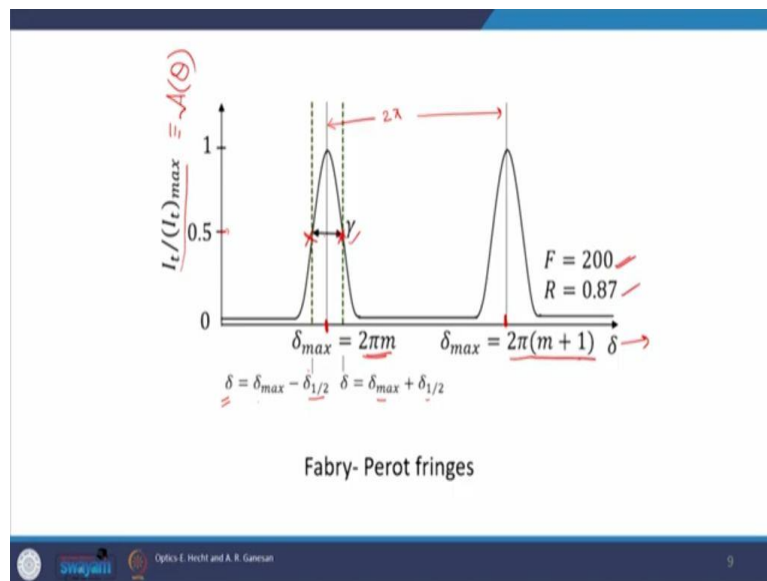 I_t/(I_t)_max = A(θ)
2π
1
0.5
γ
F = 200
R = 0.87
0
δ_max = 2πm δ_max = 2π(m + 1) δ
δ = δ_max − δ_1/2 δ = δ_max + δ_1/2
Fabry- Perot fringes
swayam
Optics-E. Hecht and A. R. Ganesan
9